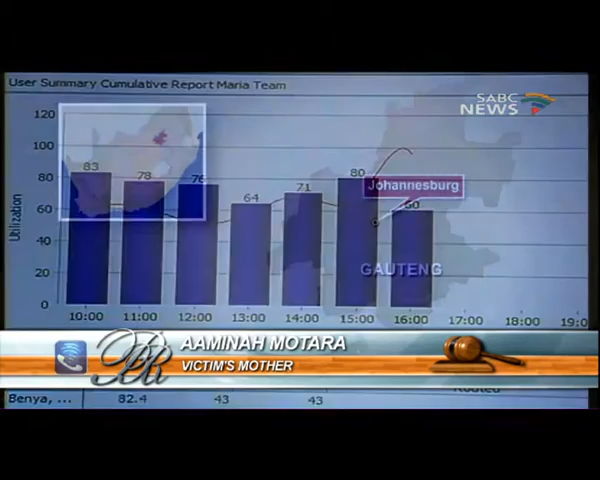 User Summary Cumulative Report Maria Team
SABC
NEWS
120
100
80
60
40
20
0
Utilization
83
78
76
64
71
80
60
Johannesburg
GAUTENG
10:00 11:00 12:00 13:00 14:00 15:00 16:00 17:00 18:00 19:0
AAMINAH MOTARA
VICTIM'S MOTHER
Routed
Benya, ... 82.4 43 43